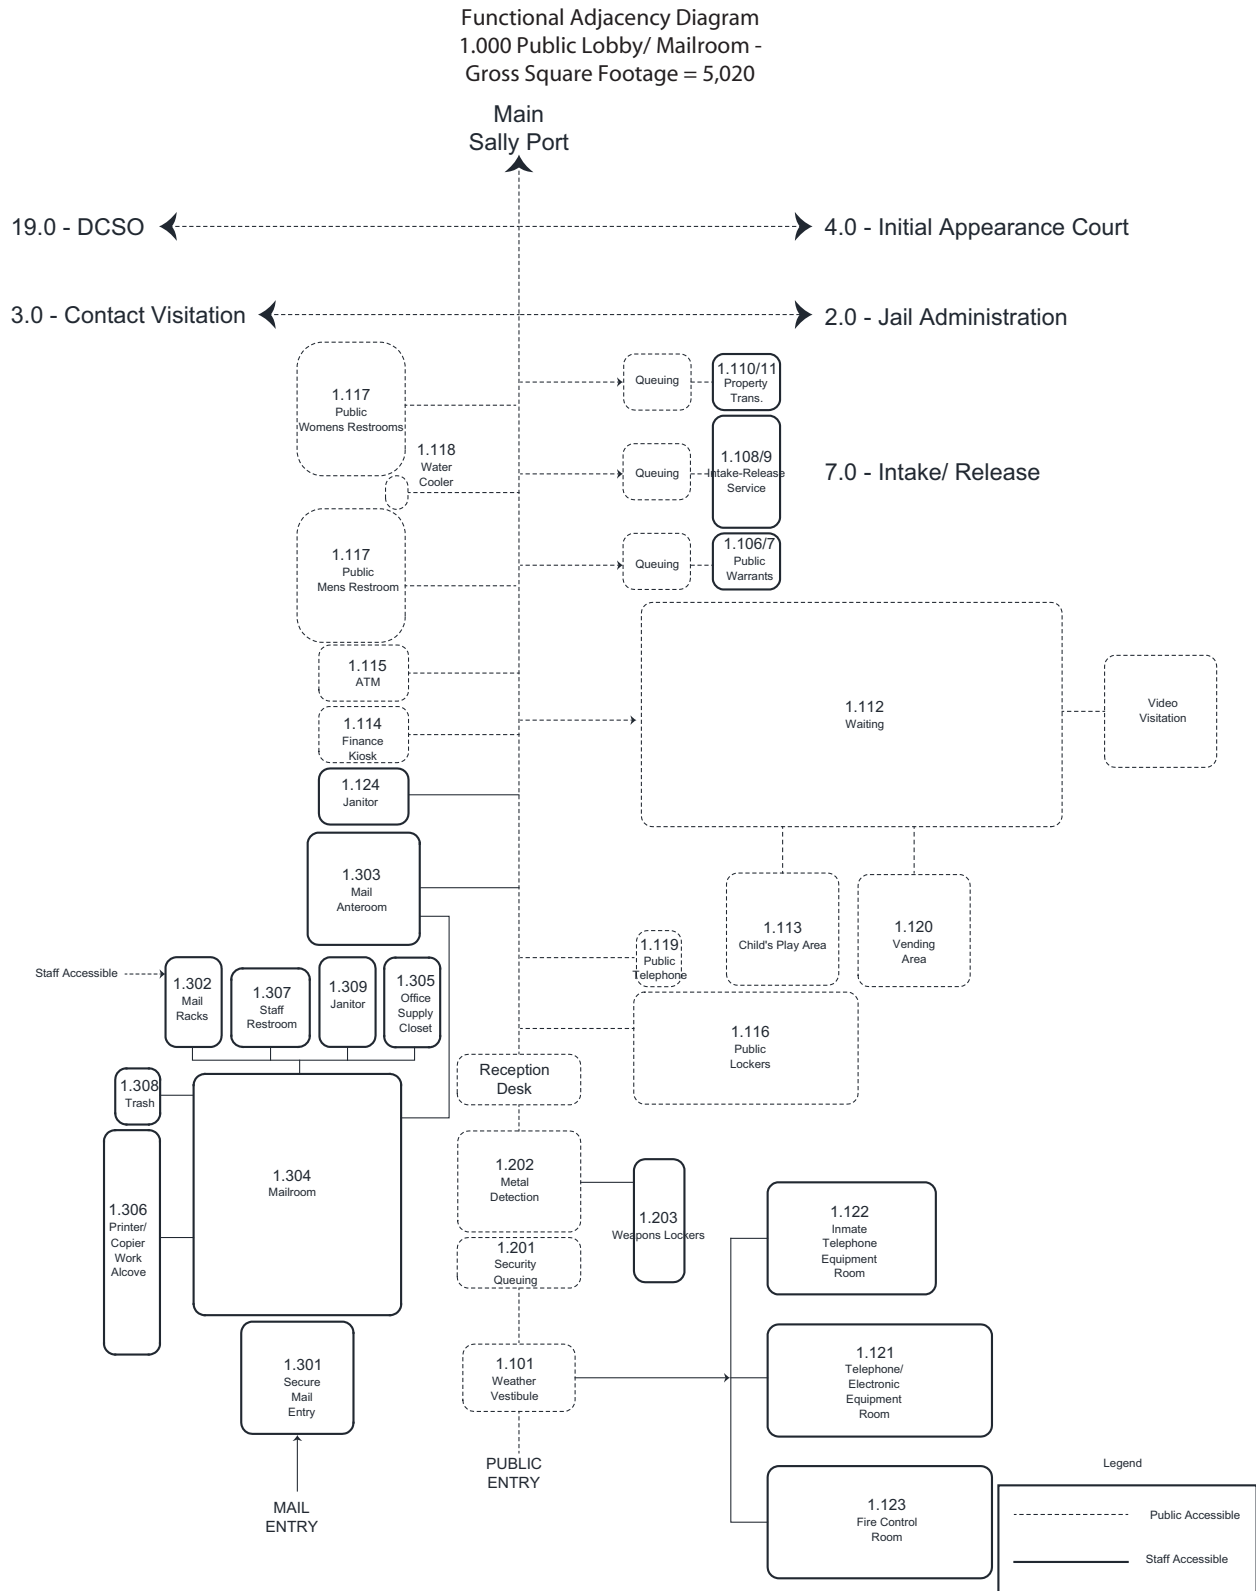 Functional Adjacency Diagram
1.000 Public Lobby/ Mailroom -
Gross Square Footage = 5,020
Main
Sally Port
19.0 - DCSO
4.0 - Initial Appearance Court
3.0 - Contact Visitation
2.0 - Jail Administration
1.117
Public
Womens Restrooms
Queuing
1.110/11
Property
Trans.
1.118
Water
Cooler
Queuing
1.108/9
Intake-Release
Service
7.0 - Intake/ Release
1.117
Public
Mens Restroom
Queuing
1.106/7
Public
Warrants
1.115
ATM
1.114
Finance
Kiosk
1.112
Waiting
Video
Visitation
1.124
Janitor
1.303
Mail
Anteroom
1.119
Public
Telephone
1.113
Child's Play Area
1.120
Vending
Area
Staff Accessible
1.302
Mail
Racks
1.307
Staff
Restroom
1.309
Janitor
1.305
Office
Supply
Closet
1.116
Public
Lockers
Reception
Desk
1.308
Trash
1.304
Mailroom
1.202
Metal
Detection
1.203
Weapons Lockers
1.306
Printer/
Copier
Work
Alcove
1.201
Security
Queuing
1.122
Inmate
Telephone
Equipment
Room
1.301
Secure
Mail
Entry
1.101
Weather
Vestibule
1.121
Telephone/
Electronic
Equipment
Room
PUBLIC
ENTRY
MAIL
ENTRY
1.123
Fire Control
Room
Legend
Public Accessible
Staff Accessible